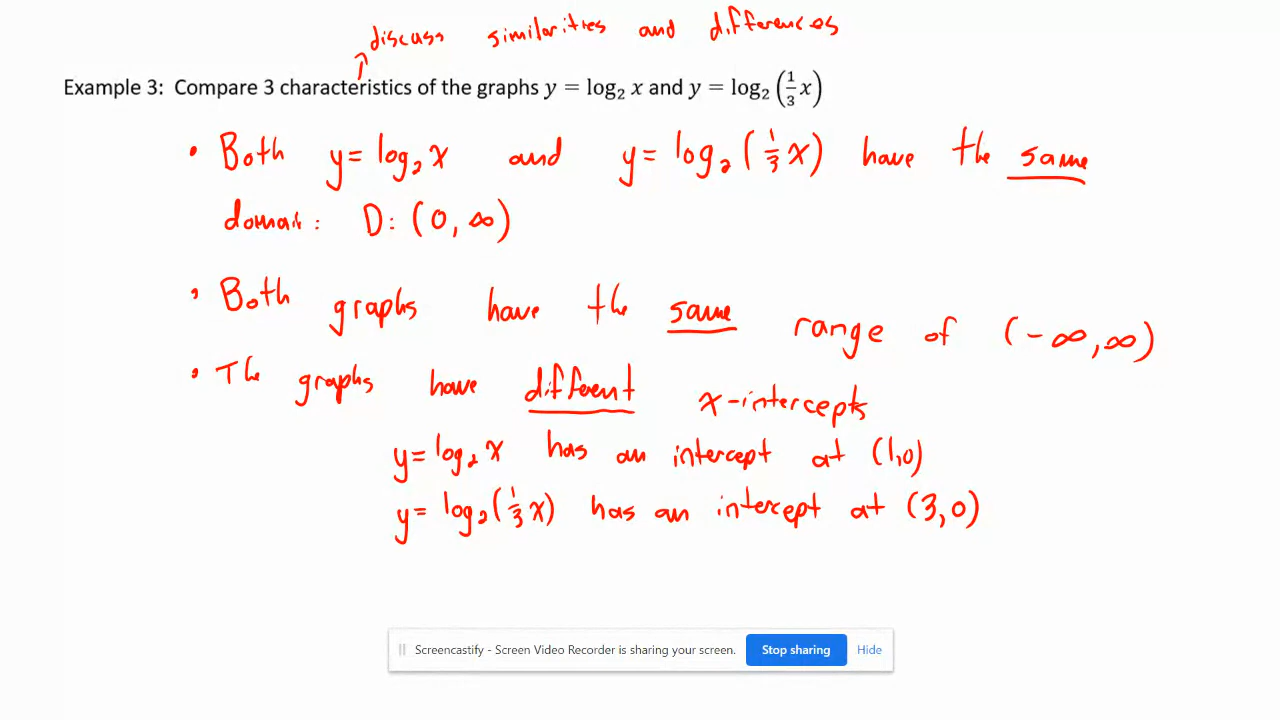 discuss similarities and differences
Example 3: Compare 3 characteristics of the graphs y = log₂ x and y = log₂ (1/3 x)
• Both y = log₂ x and y = log₂ (1/3 x) have the same
domain: D: (0, ∞)
• Both graphs have the same range of (-∞, ∞)
• The graphs have different x-intercepts
y = log₂ x has an intercept at (1,0)
y = log₂ (1/3 x) has an intercept at (3,0)
Screencastify - Screen Video Recorder is sharing your screen. Stop sharing Hide